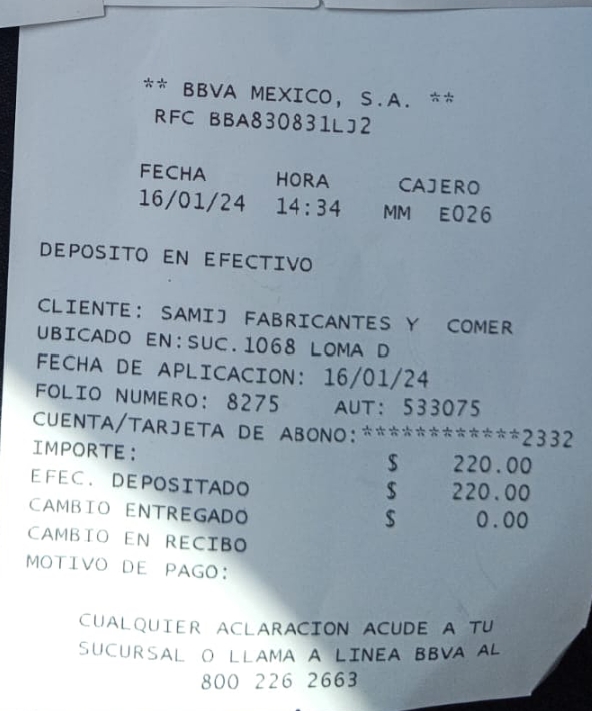 ** BBVA MEXICO, S.A. **
RFC BBA830831LJ2
FECHA HORA CAJERO
16/01/24 14:34 MM E026
DEPOSITO EN EFECTIVO
CLIENTE: SAMIJ FABRICANTES Y COMER
UBICADO EN:SUC.1068 LOMA D
FECHA DE APLICACION: 16/01/24
FOLIO NUMERO: 8275 AUT: 533075
CUENTA/TARJETA DE ABONO:************2332
IMPORTE: $ 220.00
EFEC. DEPOSITADO $ 220.00
CAMBIO ENTREGADO $ 0.00
CAMBIO EN RECIBO
MOTIVO DE PAGO:
CUALQUIER ACLARACION ACUDE A TU
SUCURSAL O LLAMA A LINEA BBVA AL
800 226 2663